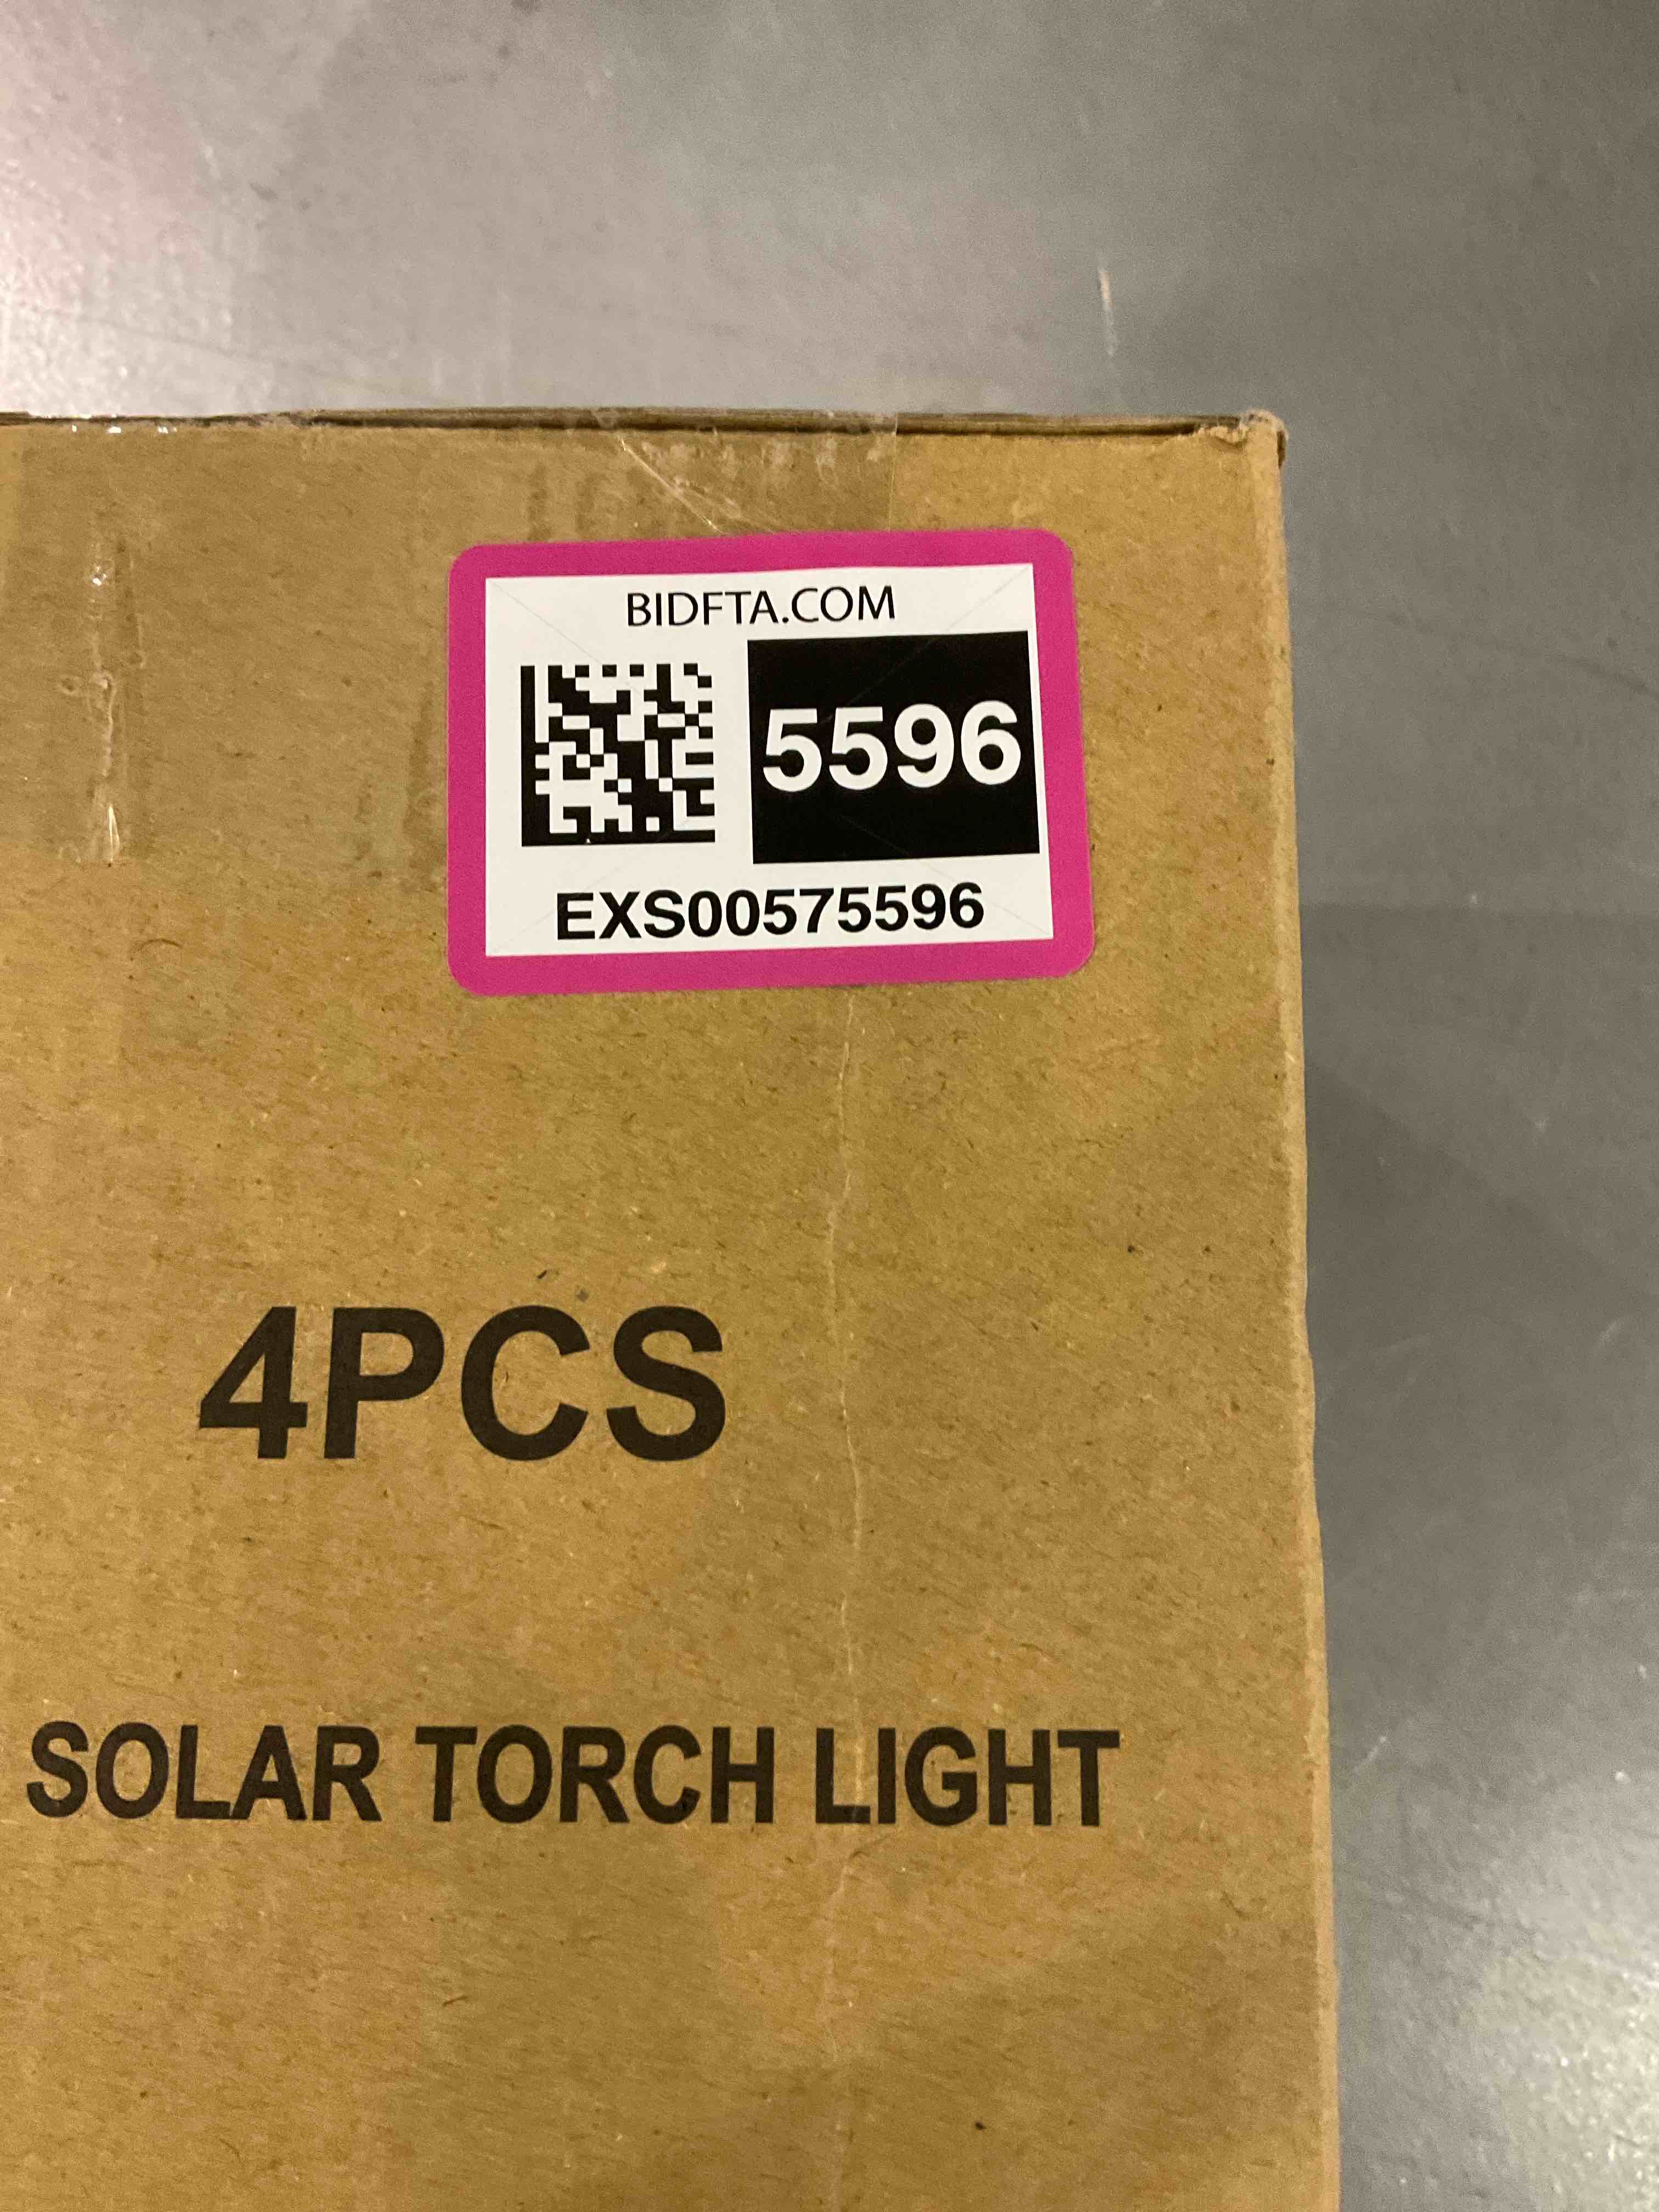 BIDFTA.COM
5596
EXS00575596
4PCS
SOLAR TORCH LIGHT